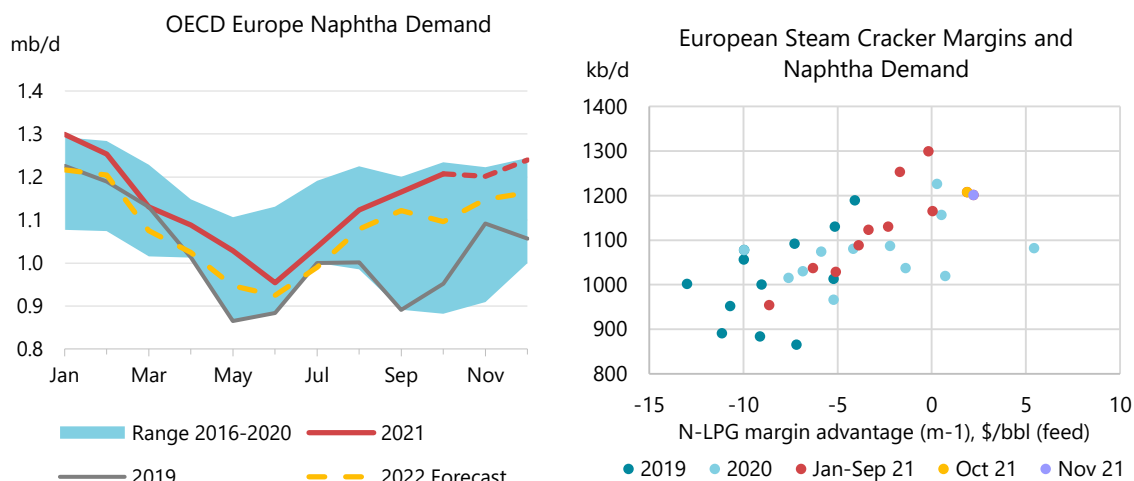 OECD Europe Naphtha Demand
mb/d
1.4
1.3
1.2
1.1
1.0
0.9
0.8
Jan Mar May Jul Sep Nov
Range 2016-2020 2021
2019 2022 Forecast
European Steam Cracker Margins and
Naphtha Demand
kb/d
1400
1300
1200
1100
1000
900
800
-15 -10 -5 0 5 10
N-LPG margin advantage (m-1), $/bbl (feed)
2019 2020 Jan-Sep 21 Oct 21 Nov 21